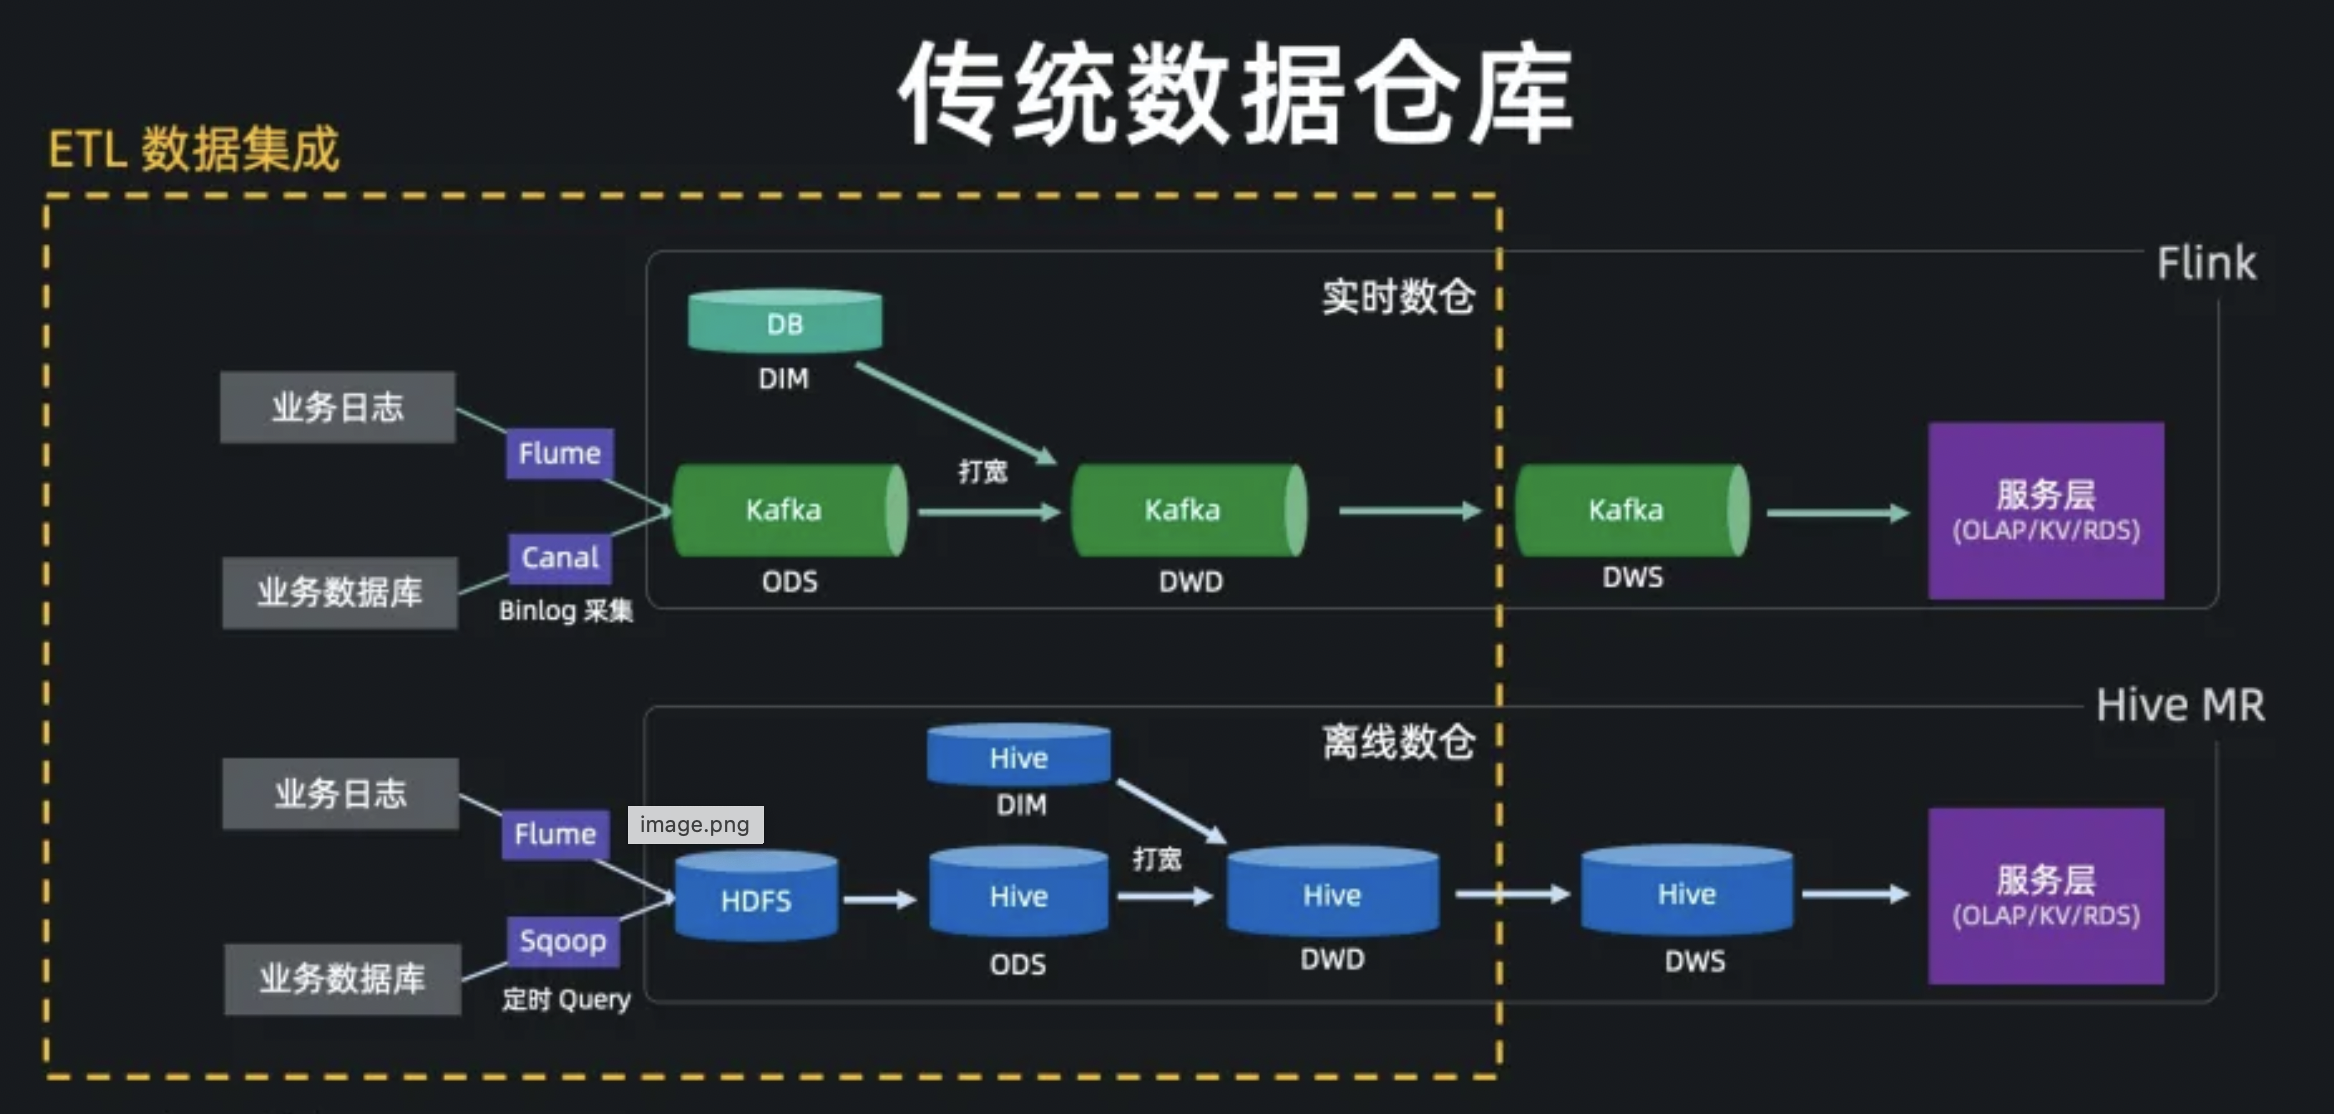 传统数据仓库
ETL 数据集成
Flink
实时数仓
DB
DIM
业务日志
Flume
打宽
Kafka
ODS
Kafka
DWD
Kafka
DWS
服务层
(OLAP/KV/RDS)
Canal
业务数据库
Binlog 采集
Hive MR
离线数仓
Hive
DIM
业务日志
Flume
image.png
打宽
HDFS
Hive
ODS
Hive
DWD
Hive
DWS
服务层
(OLAP/KV/RDS)
Sqoop
业务数据库
定时 Query